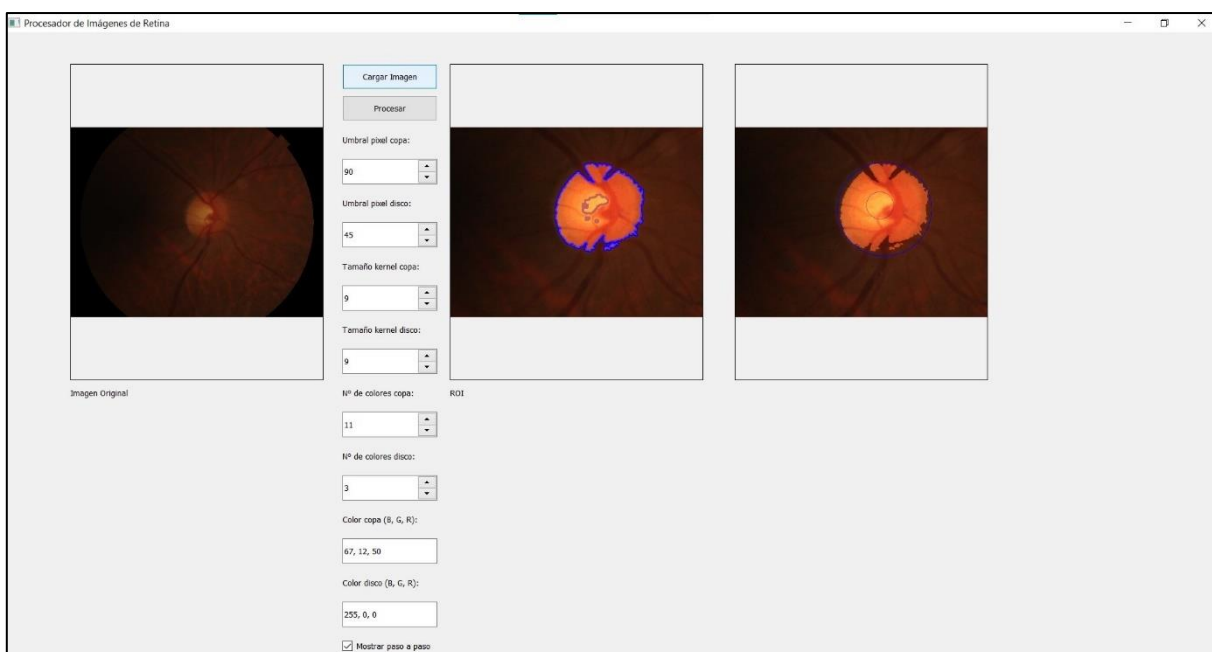 Procesador de Imágenes de Retina
Cargar Imagen
Procesar
Umbral pixel copa:
90
Umbral pixel disco:
45
Tamaño kernel copa:
9
Tamaño kernel disco:
9
Imagen Original
Nº de colores copa:
ROI
11
Nº de colores disco:
3
Color copa (B, G, R):
67, 12, 50
Color disco (B, G, R):
255, 0, 0
Mostrar paso a paso